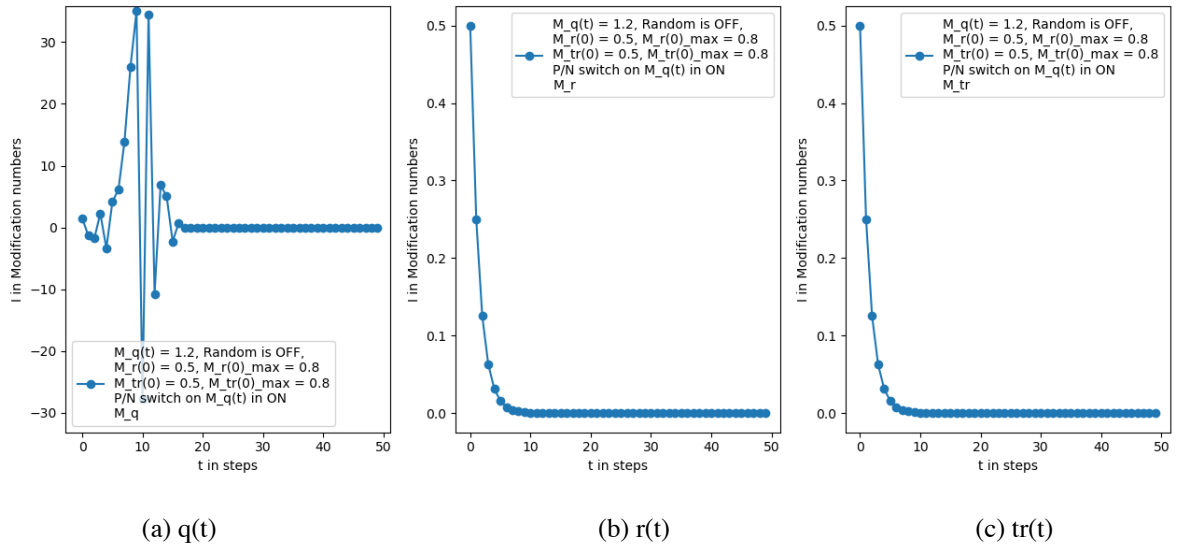 I in Modification numbers
30
20
10
0
−10
−20
−30
M_q(t) = 1.2, Random is OFF,
M_r(0) = 0.5, M_r(0)_max = 0.8
M_tr(0) = 0.5, M_tr(0)_max = 0.8
P/N switch on M_q(t) in ON
M_q
0 10 20 30 40 50
t in steps
(a) q(t)
I in Modification numbers
0.5
0.4
0.3
0.2
0.1
0.0
M_q(t) = 1.2, Random is OFF,
M_r(0) = 0.5, M_r(0)_max = 0.8
M_tr(0) = 0.5, M_tr(0)_max = 0.8
P/N switch on M_q(t) in ON
M_r
0 10 20 30 40 50
t in steps
(b) r(t)
I in Modification numbers
0.5
0.4
0.3
0.2
0.1
0.0
M_q(t) = 1.2, Random is OFF,
M_r(0) = 0.5, M_r(0)_max = 0.8
M_tr(0) = 0.5, M_tr(0)_max = 0.8
P/N switch on M_q(t) in ON
M_tr
0 10 20 30 40 50
t in steps
(c) tr(t)